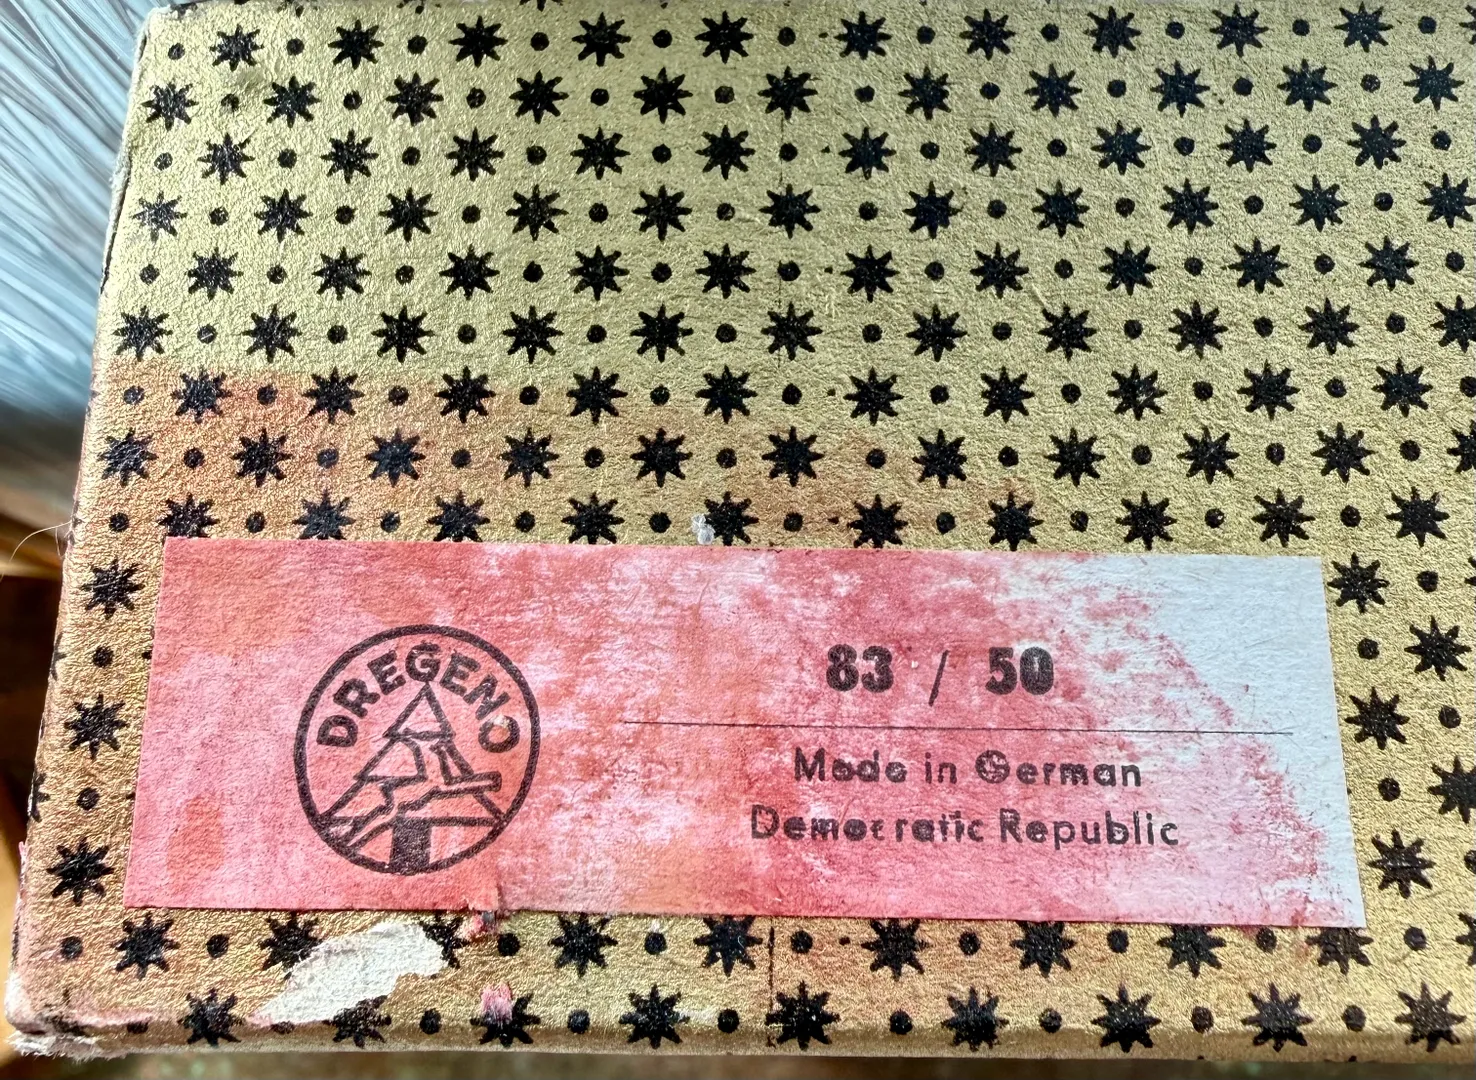 DREGENO
83 / 50
Made in German
Democratic Republic